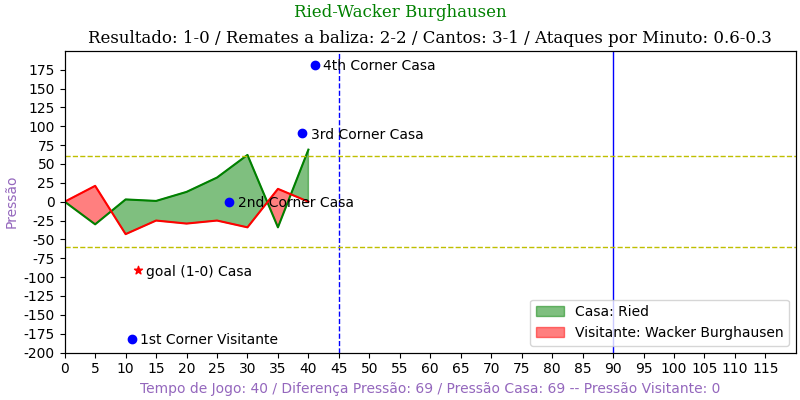 Ried-Wacker Burghausen
Resultado: 1-0 / Remates a baliza: 2-2 / Cantos: 3-1 / Ataques por Minuto: 0.6-0.3
175
150
125
100
75
50
25
0
-25
-50
-75
-100
-125
-150
-175
-200
Pressão
4th Corner Casa
3rd Corner Casa
2nd Corner Casa
goal (1-0) Casa
1st Corner Visitante
Casa: Ried
Visitante: Wacker Burghausen
0 5 10 15 20 25 30 35 40 45 50 55 60 65 70 75 80 85 90 95 100 105 110 115
Tempo de Jogo: 40 / Diferença Pressão: 69 / Pressão Casa: 69 -- Pressão Visitante: 0